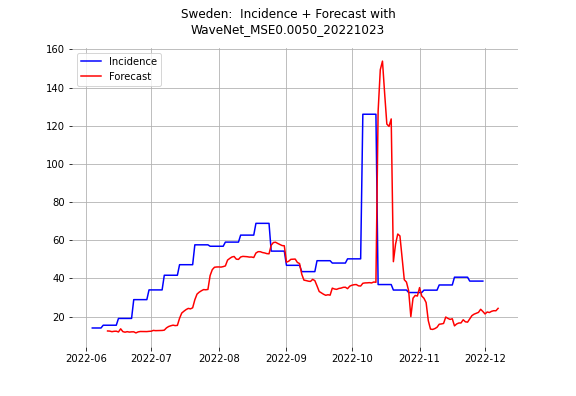 Sweden:  Incidence + Forecast with
WaveNet_MSE0.0050_20221023
160
140
120
100
80
60
40
20
Incidence
Forecast
2022-06 2022-07 2022-08 2022-09 2022-10 2022-11 2022-12